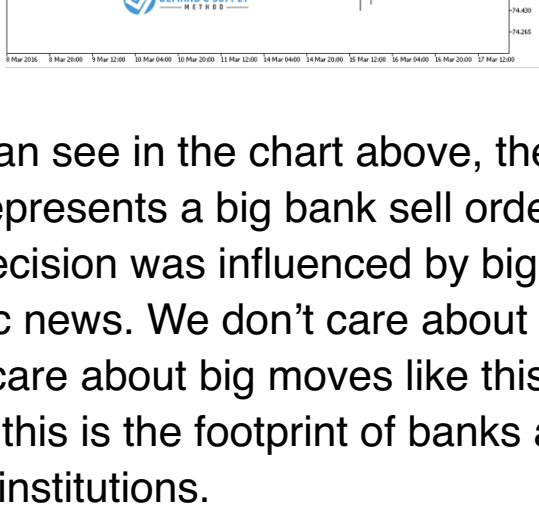 METHOD
-74.430
-74.265
8 Mar 2016 8 Mar 20:00 9 Mar 12:00 10 Mar 04:00 10 Mar 20:00 11 Mar 12:00 14 Mar 04:00 14 Mar 20:00 15 Mar 12:00 16 Mar 04:00 16 Mar 20:00 17 Mar 12:00
an see in the chart above, the
epresents a big bank sell orde
ecision was influenced by big
c news. We don’t care about
care about big moves like this
this is the footprint of banks a
institutions.